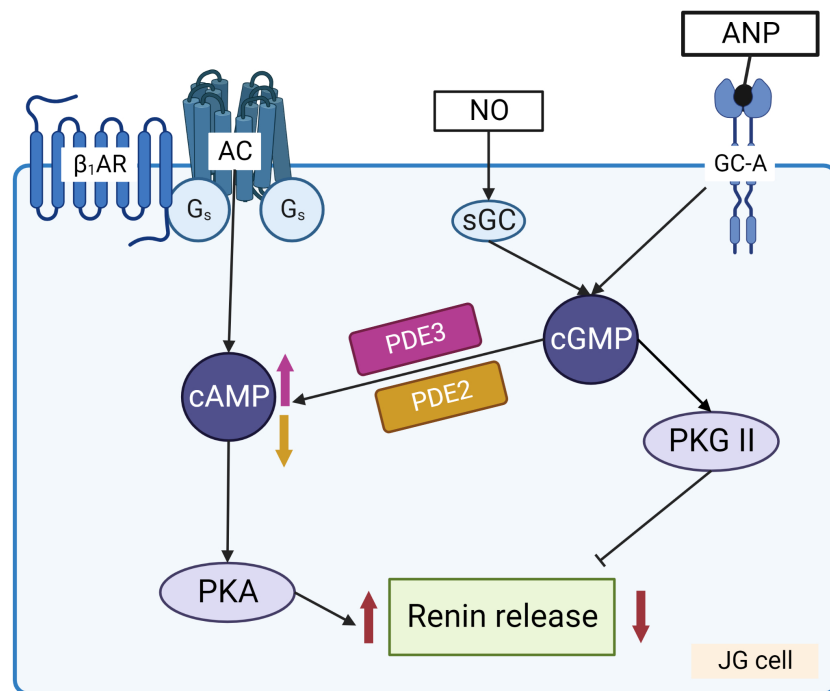 ANP
NO
β₁AR
AC
GC-A
Gₛ
Gₛ
sGC
cGMP
PDE3
PDE2
cAMP
PKG II
PKA
Renin release
JG cell